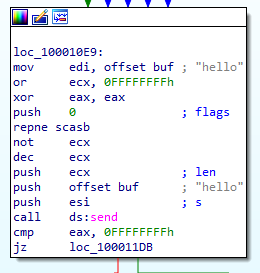 loc_100010E9:
mov     edi, offset buf ; "hello"
or      ecx, 0FFFFFFFFh
xor     eax, eax
push    0               ; flags
repne scasb
not     ecx
dec     ecx
push    ecx             ; len
push    offset buf      ; "hello"
push    esi             ; s
call    ds:send
cmp     eax, 0FFFFFFFFh
jz      loc_100011DB